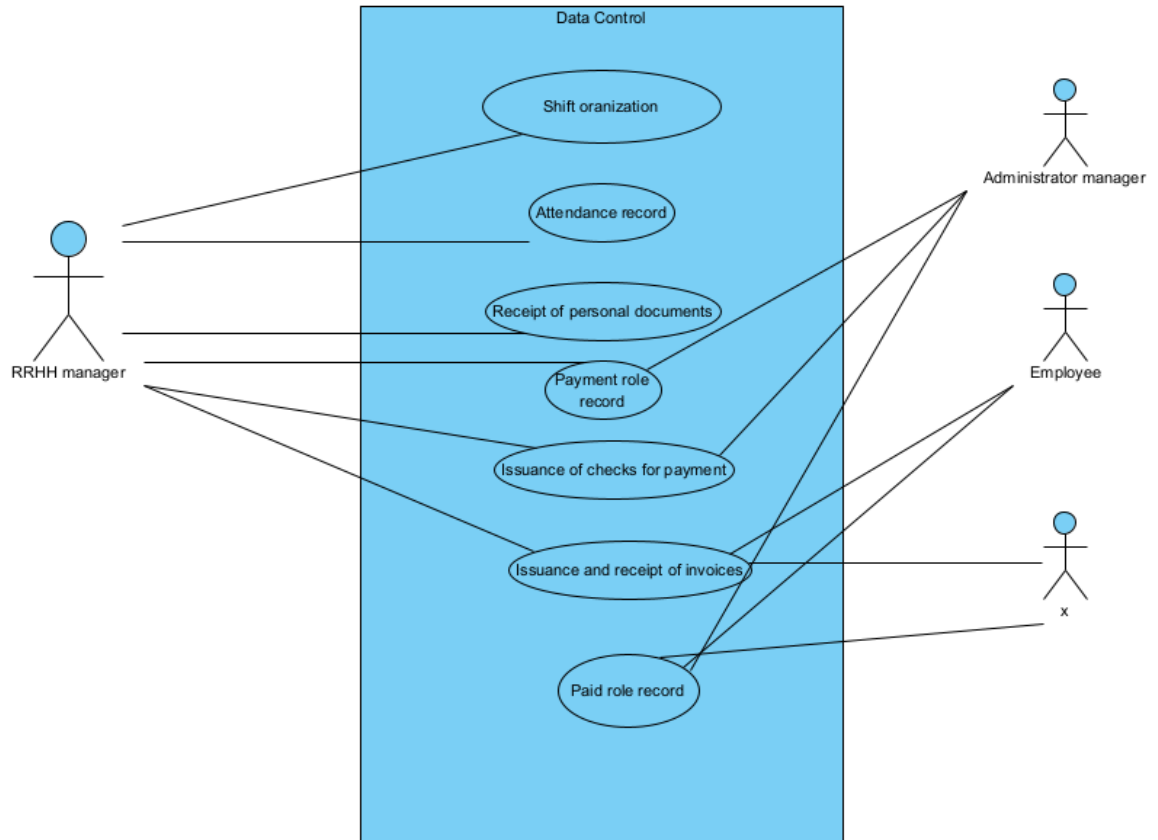 Data Control
Shift oranization
Administrator manager
Attendance record
Receipt of personal documents
RRHH manager
Employee
Payment role
record
Issuance of checks for payment
Issuance and receipt of invoices
x
Paid role record